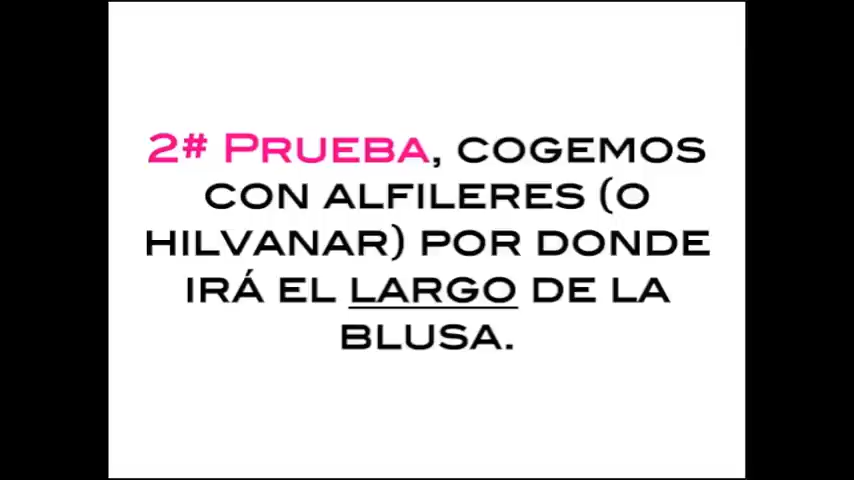 2# PRUEBA, COGEMOS
CON ALFILERES (O
HILVANAR) POR DONDE
IRÁ EL LARGO DE LA
BLUSA.